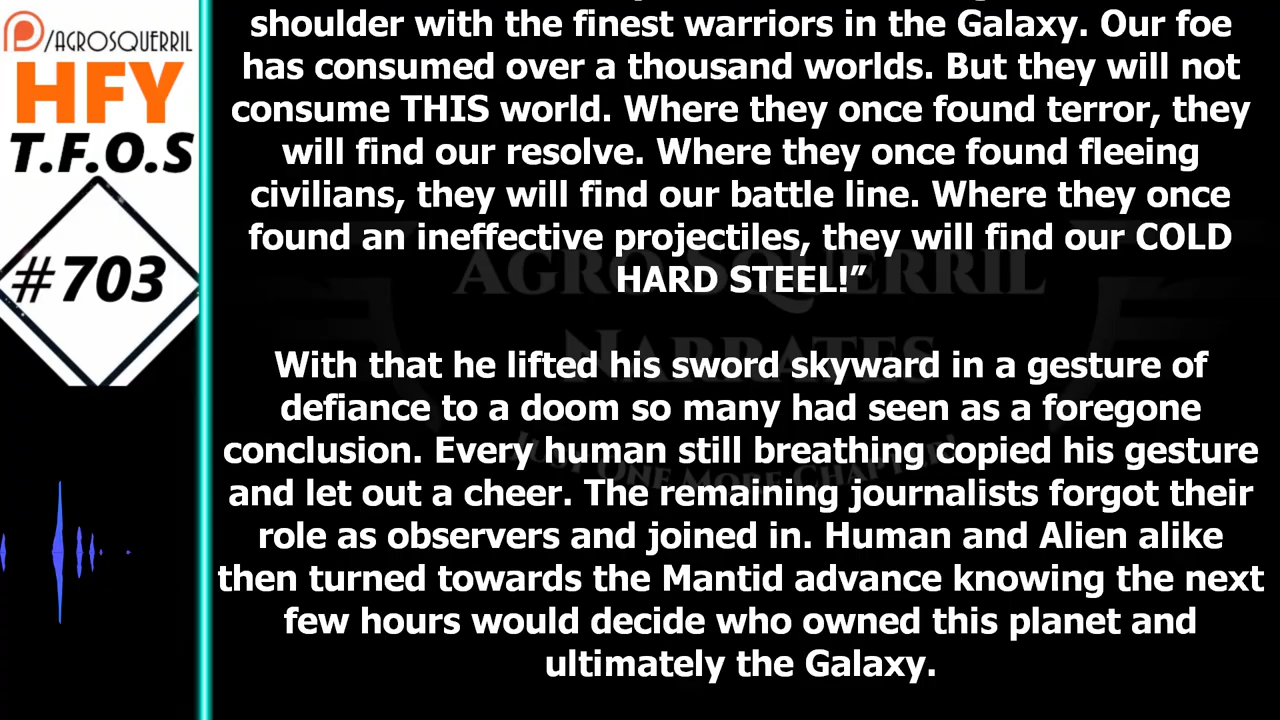 /AGROSQUERRIL
HFY
T.F.O.S
#703
shoulder with the finest warriors in the Galaxy. Our foe
has consumed over a thousand worlds. But they will not
consume THIS world. Where they once found terror, they
will find our resolve. Where they once found fleeing
civilians, they will find our battle line. Where they once
found an ineffective projectiles, they will find our COLD
HARD STEEL!”
With that he lifted his sword skyward in a gesture of
defiance to a doom so many had seen as a foregone
conclusion. Every human still breathing copied his gesture
and let out a cheer. The remaining journalists forgot their
role as observers and joined in. Human and Alien alike
then turned towards the Mantid advance knowing the next
few hours would decide who owned this planet and
ultimately the Galaxy.
AGROSQUERRIL
NARRATES
JUST ONE MORE CHAPTER!